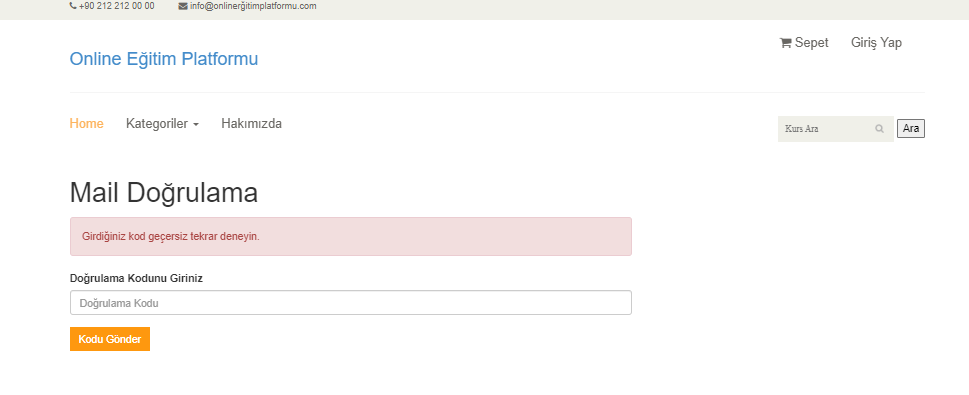 +90 212 212 00 00 info@onlinerğitimplatformu.com
Sepet Giriş Yap
Online Eğitim Platformu
Home Kategoriler Hakımızda
Kurs Ara Ara
Mail Doğrulama
Girdiğiniz kod geçersiz tekrar deneyin.
Doğrulama Kodunu Giriniz
Doğrulama Kodu
Kodu Gönder